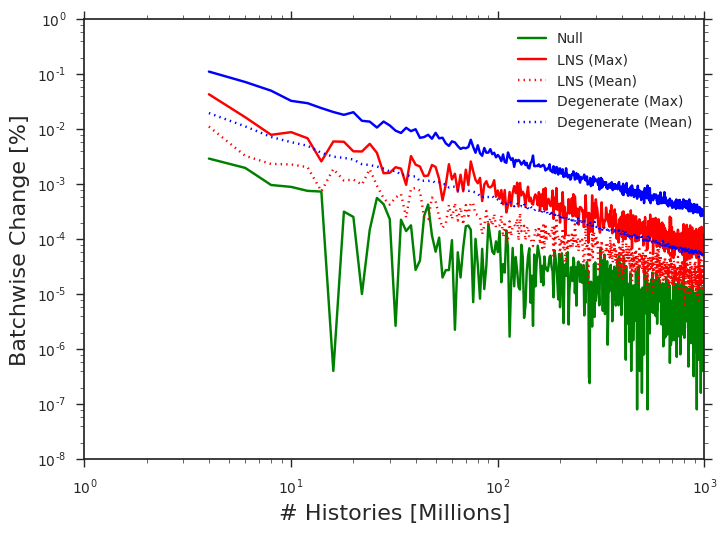 Batchwise Change [%]
10^0
10^-1
10^-2
10^-3
10^-4
10^-5
10^-6
10^-7
10^-8
Null
LNS (Max)
LNS (Mean)
Degenerate (Max)
Degenerate (Mean)
10^0 10^1 10^2 10^3
# Histories [Millions]